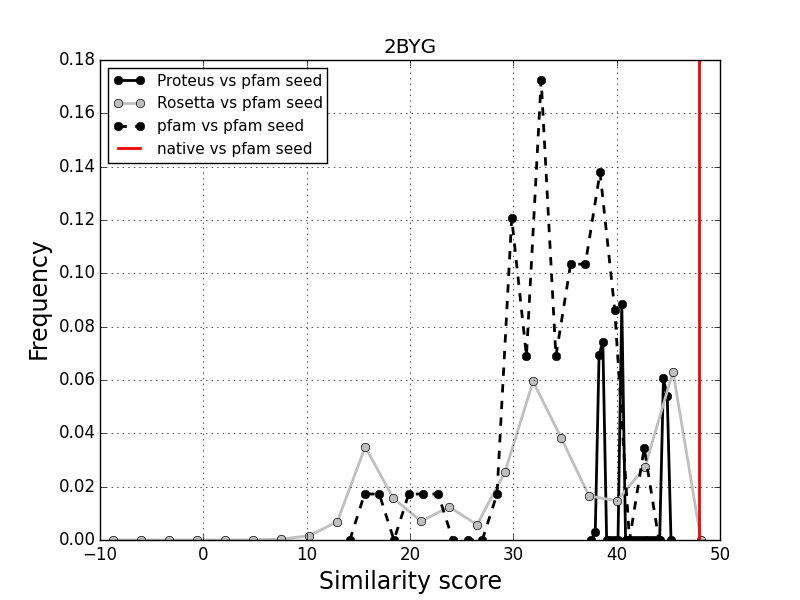 2BYG
Proteus vs pfam seed
Rosetta vs pfam seed
pfam vs pfam seed
native vs pfam seed
Frequency
0.18
0.16
0.14
0.12
0.10
0.08
0.06
0.04
0.02
0.00
−10 0 10 20 30 40 50
Similarity score